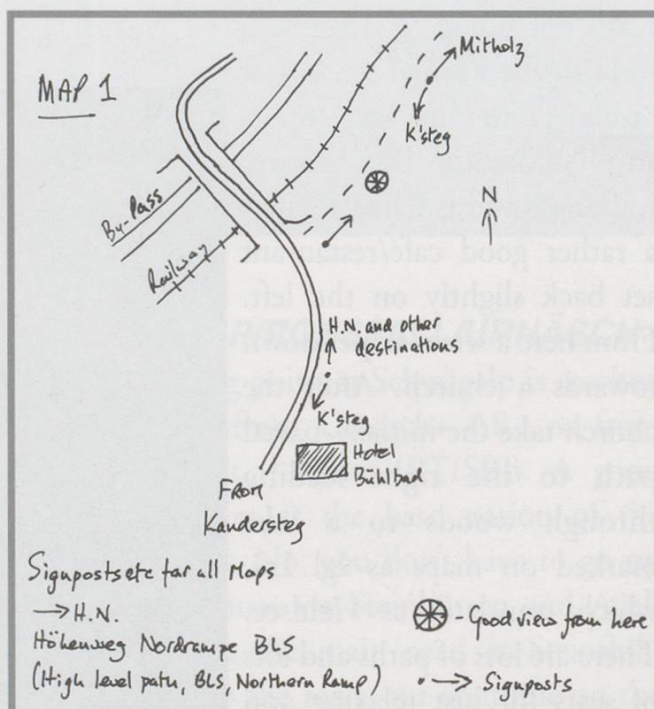 MAP 1
Mitholz
K'steg
N
By-Pass
Railway
H.N. and other
destinations
K'steg
Hotel
Bühlbad
From
Kandersteg
Signposts etc for all Maps
→ H.N.
Höhenweg Nordrampe BLS
(High level path, BLS, Northern Ramp)
- Good view from here
•→ Signposts